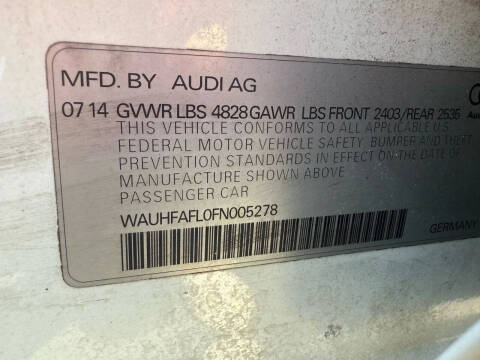 MFD. BY AUDI AG
07 14 GVWR LBS 4828 GAWR LBS FRONT 2403/REAR 2535
THIS VEHICLE CONFORMS TO ALL APPLICABLE U.S.
FEDERAL MOTOR VEHICLE SAFETY, BUMPER AND THEFT
PREVENTION STANDARDS IN EFFECT ON THE DATE OF
MANUFACTURE SHOWN ABOVE
PASSENGER CAR
WAUHFAFL0FN005278
GERMANY